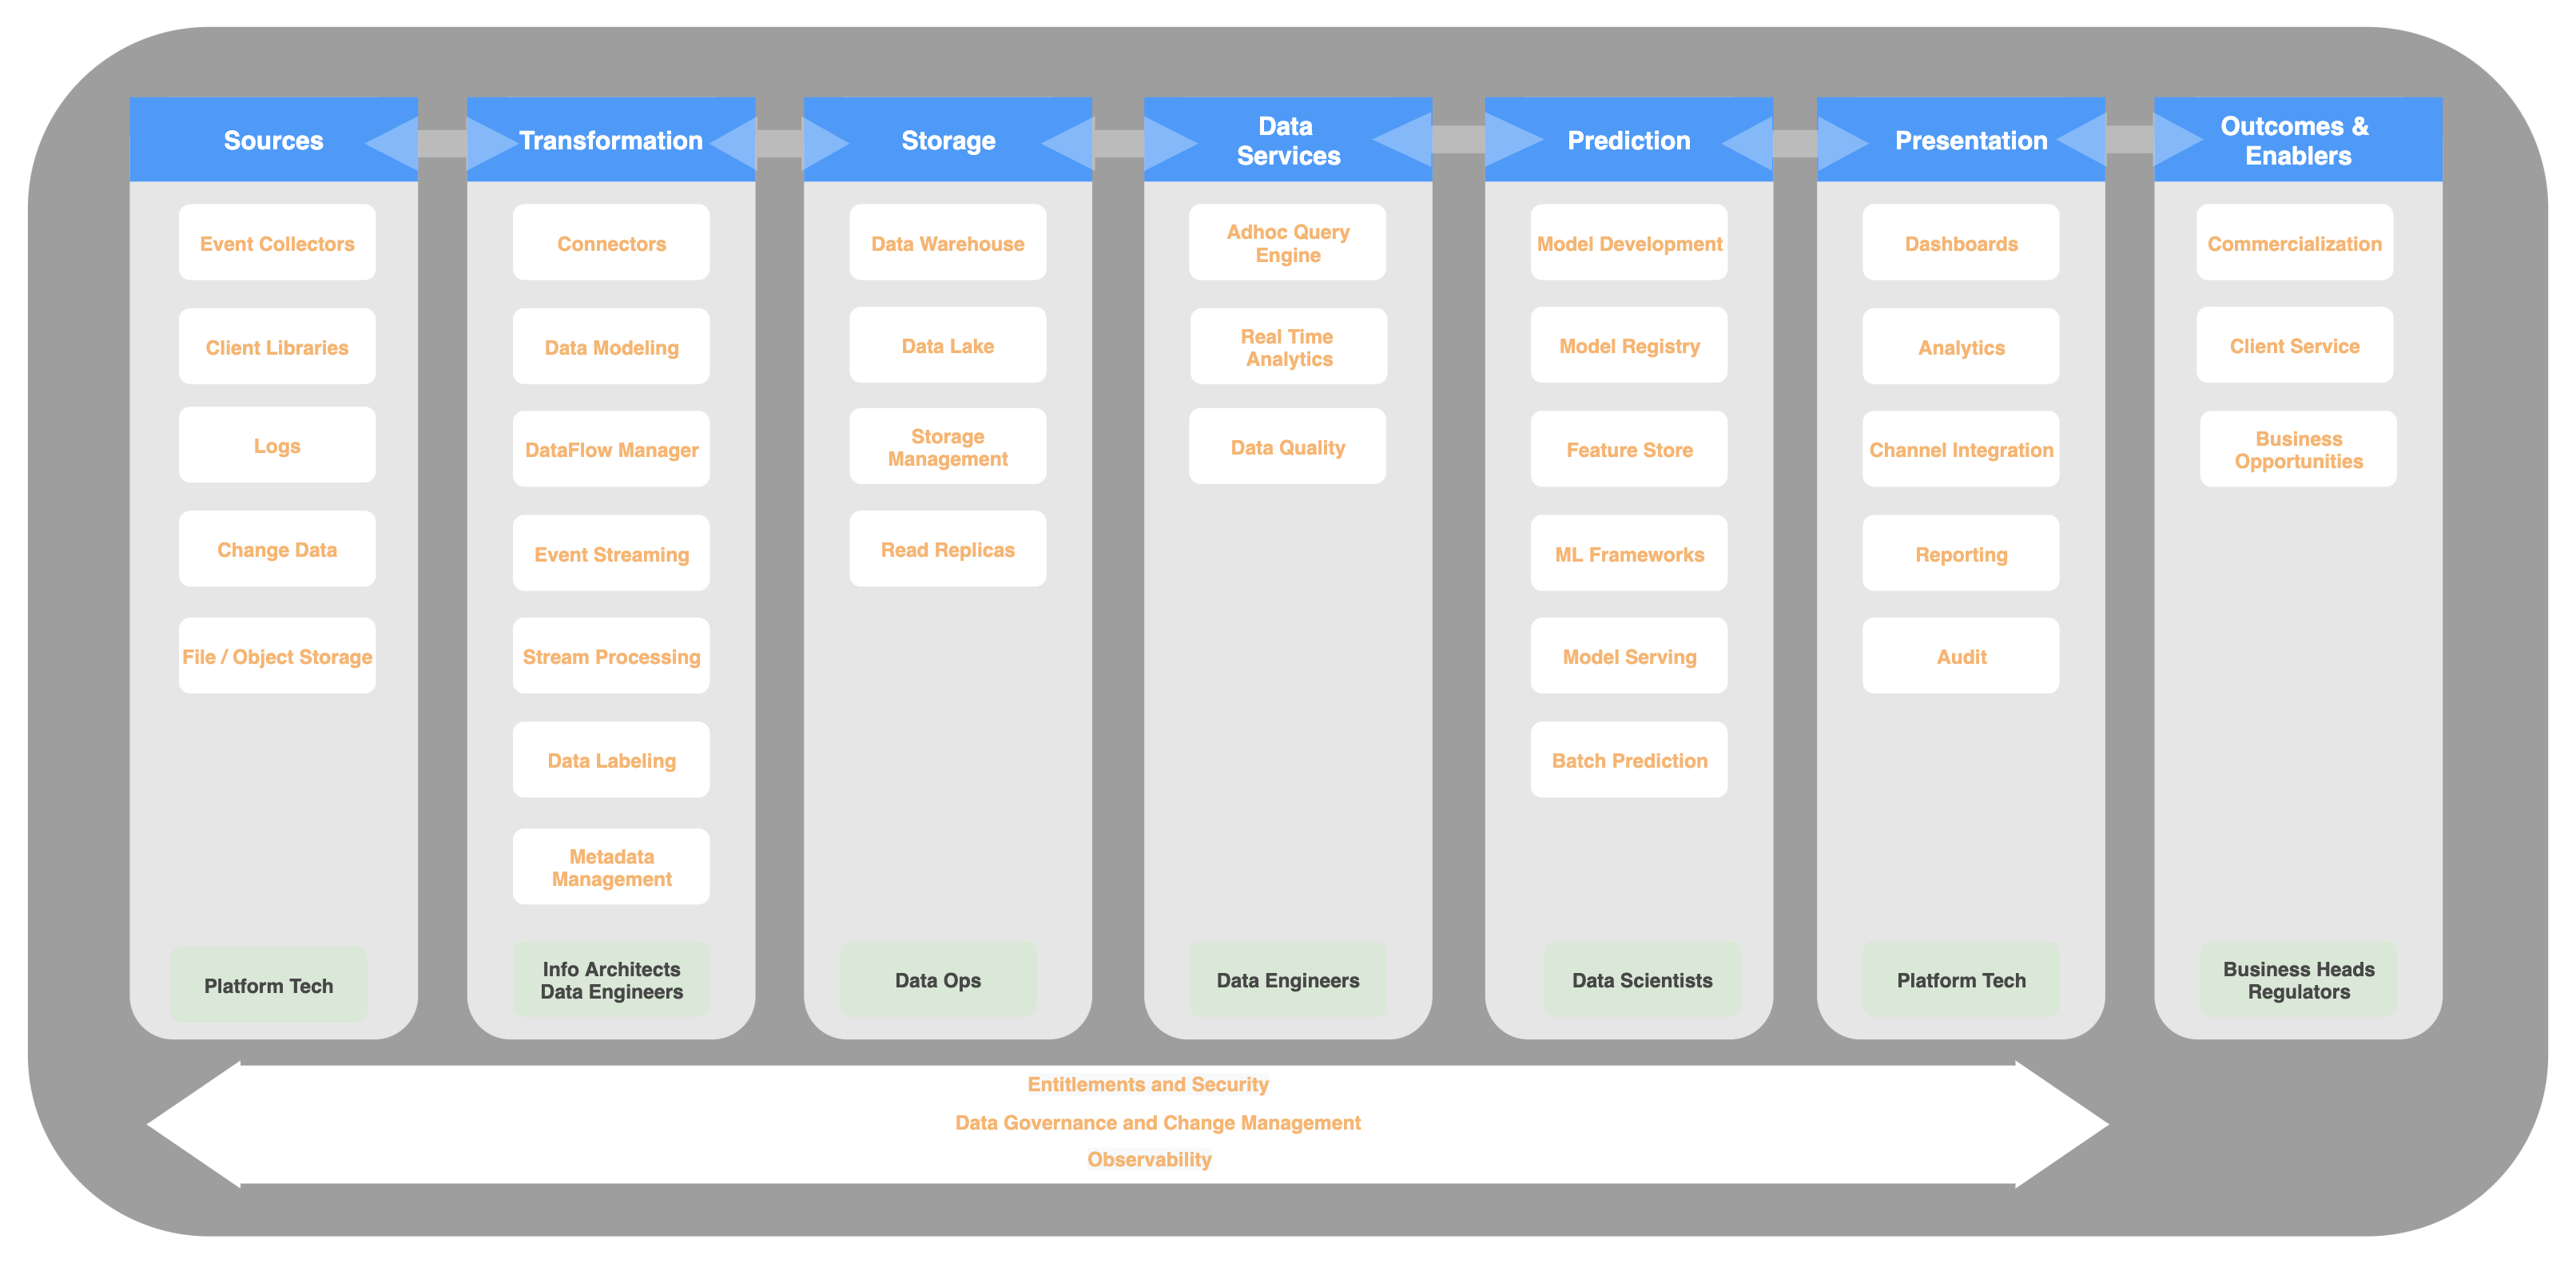 Sources
Event Collectors
Client Libraries
Logs
Change Data
File / Object Storage
Platform Tech
Transformation
Connectors
Data Modeling
DataFlow Manager
Event Streaming
Stream Processing
Data Labeling
Metadata
Management
Info Architects
Data Engineers
Storage
Data Warehouse
Data Lake
Storage
Management
Read Replicas
Data Ops
Data
Services
Adhoc Query
Engine
Real Time
Analytics
Data Quality
Data Engineers
Prediction
Model Development
Model Registry
Feature Store
ML Frameworks
Model Serving
Batch Prediction
Data Scientists
Presentation
Dashboards
Analytics
Channel Integration
Reporting
Audit
Platform Tech
Outcomes &
Enablers
Commercialization
Client Service
Business
Opportunities
Business Heads
Regulators
Entitlements and Security
Data Governance and Change Management
Observability